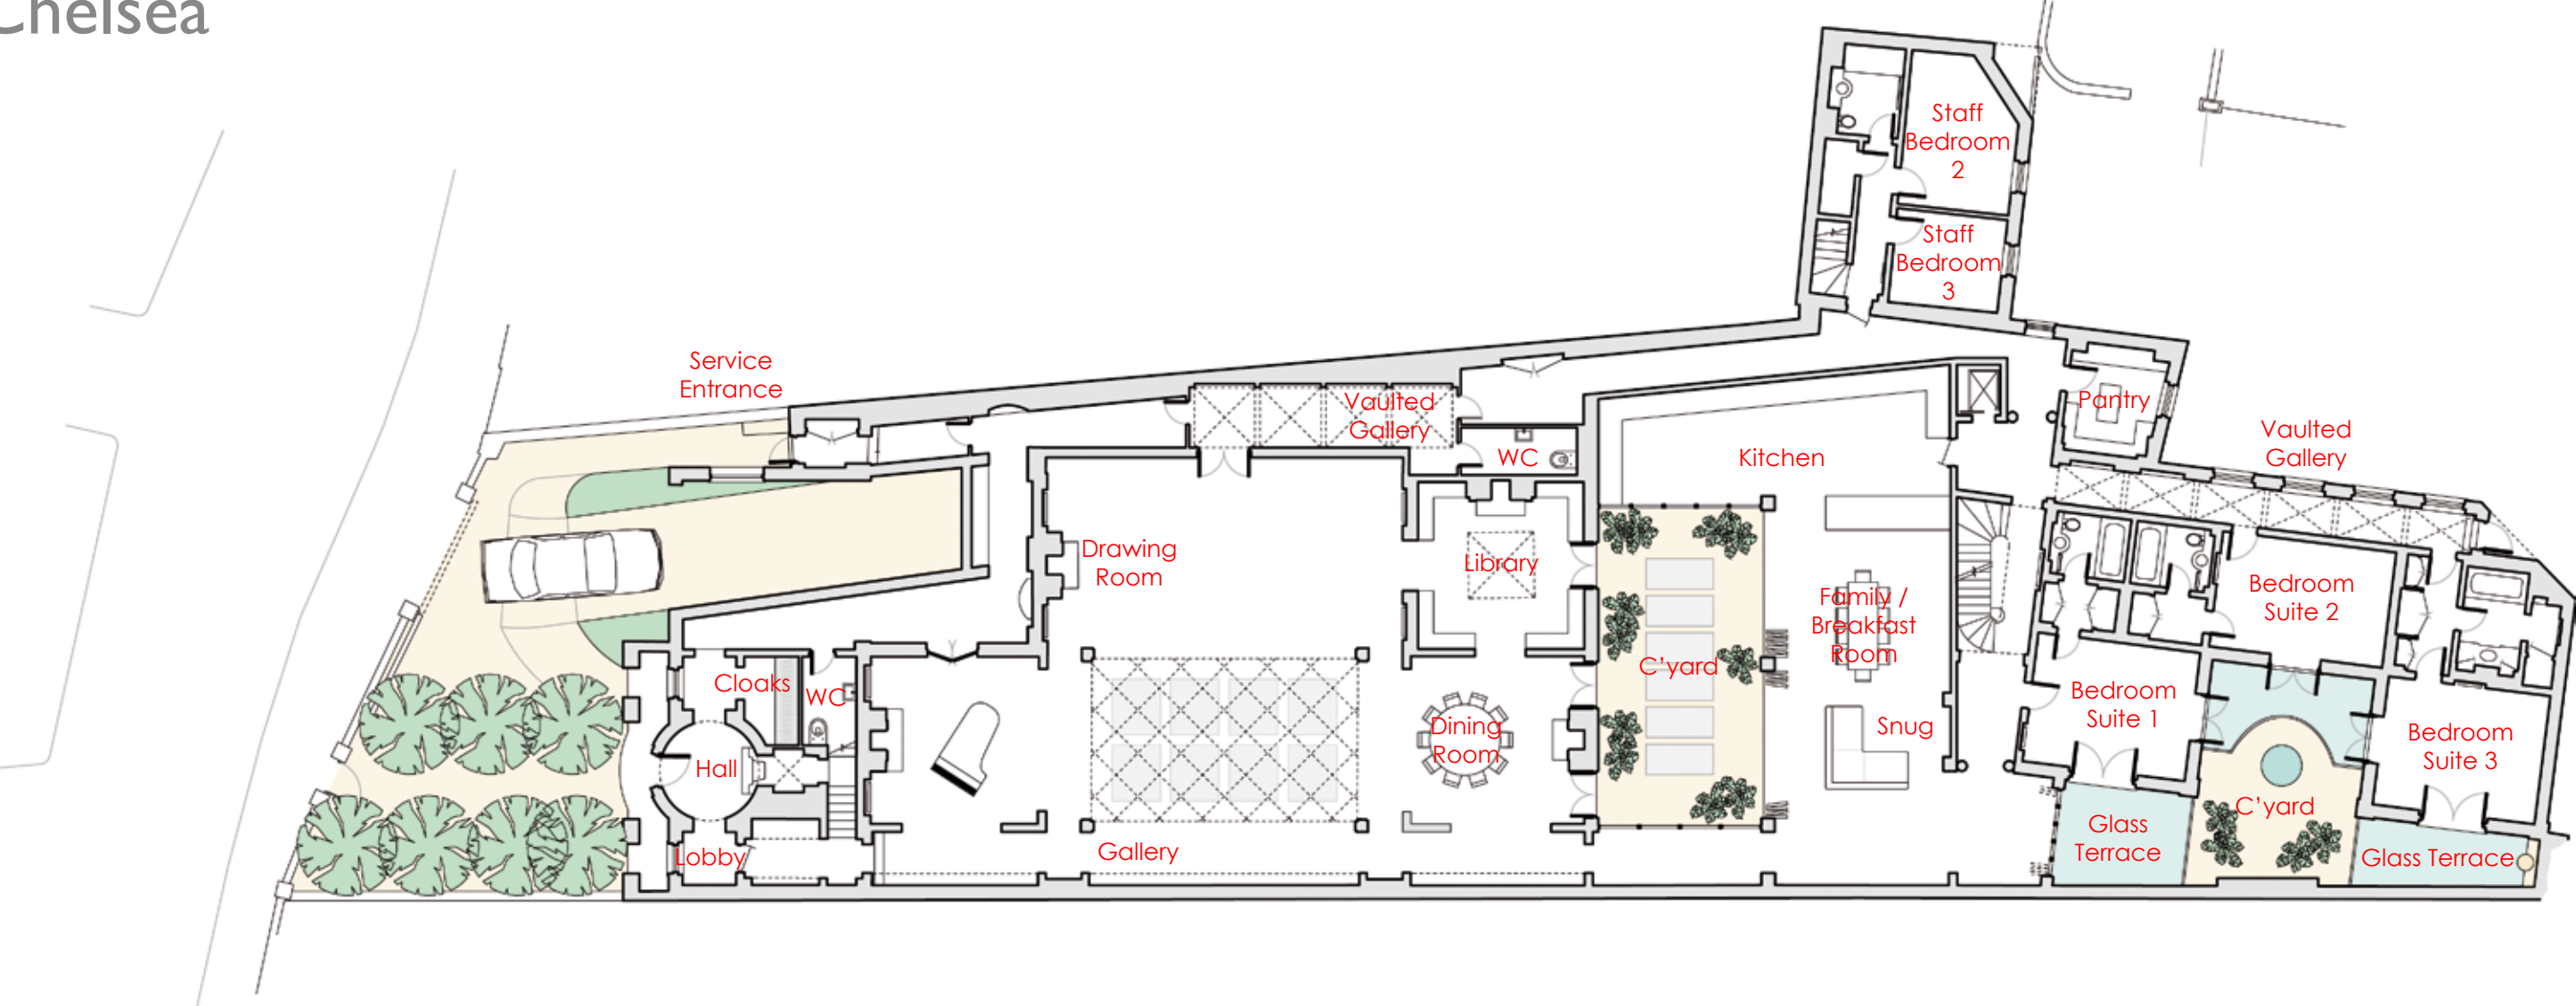 Chelsea
Staff
Bedroom
2
Staff
Bedroom
3
Service
Entrance
Vaulted
Gallery
WC
Kitchen
Pantry
Vaulted
Gallery
Drawing
Room
Library
Family /
Breakfast
Room
Bedroom
Suite 2
C'yard
Cloaks
WC
Bedroom
Suite 1
Dining
Room
Snug
Bedroom
Suite 3
Hall
C'yard
Glass
Terrace
Lobby
Gallery
Glass Terrace